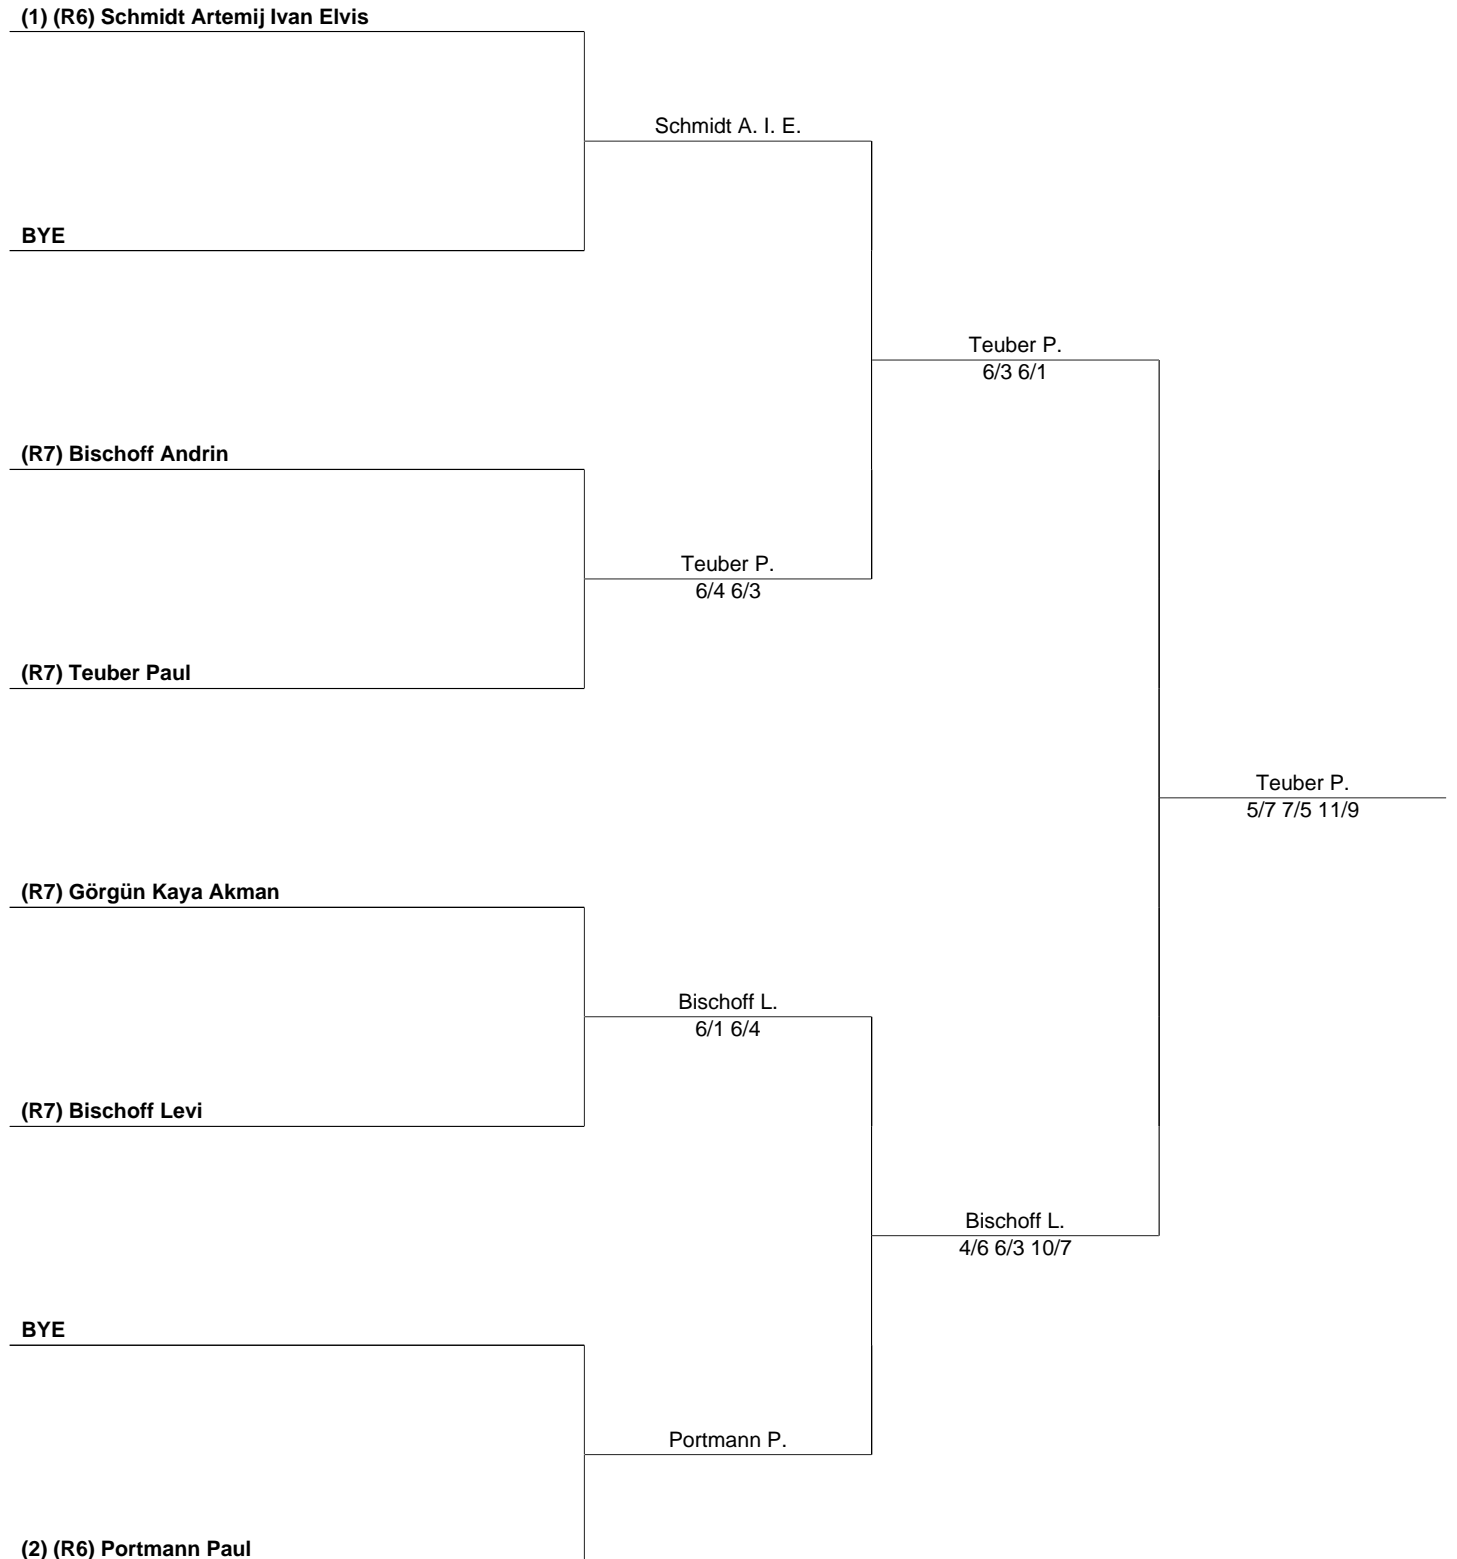 (1) (R6) Schmidt Artemij Ivan Elvis
Schmidt A. I. E.
BYE
Teuber P.
6/3 6/1
(R7) Bischoff Andrin
Teuber P.
6/4 6/3
(R7) Teuber Paul
Teuber P.
5/7 7/5 11/9
(R7) Görgün Kaya Akman
Bischoff L.
6/1 6/4
(R7) Bischoff Levi
Bischoff L.
4/6 6/3 10/7
BYE
Portmann P.
(2) (R6) Portmann Paul